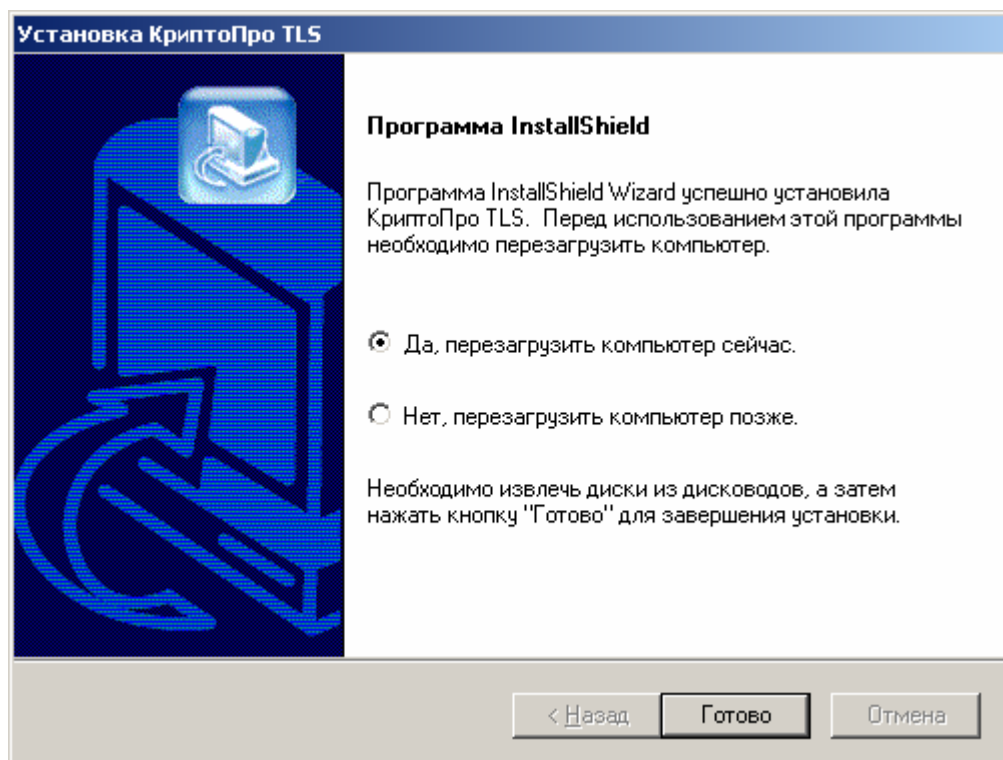 Установка КриптоПро TLS
Программа InstallShield
Программа InstallShield Wizard успешно установила
КриптоПро TLS. Перед использованием этой программы
необходимо перезагрузить компьютер.
Да, перезагрузить компьютер сейчас.
Нет, перезагрузить компьютер позже.
Необходимо извлечь диски из дисководов, а затем
нажать кнопку "Готово" для завершения установки.
< Назад Готово Отмена